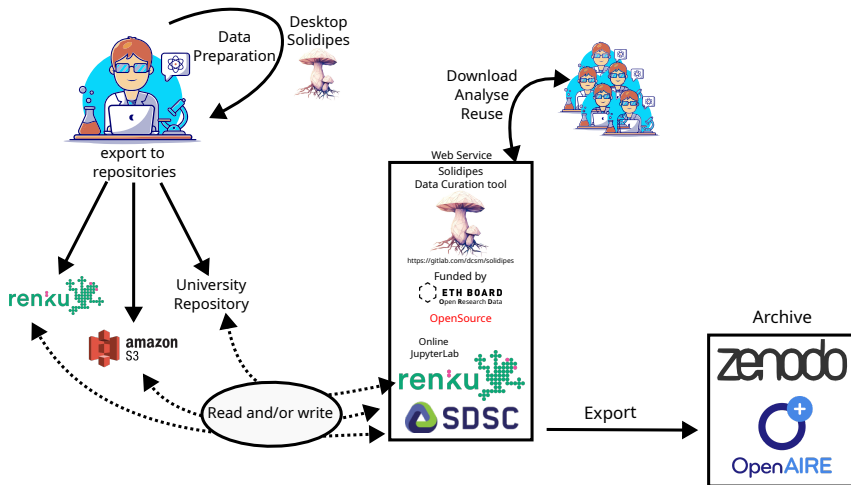 Data
Preparation
Desktop
Solidipes
export to
repositories
renku
amazon
S3
University
Repository
Read and/or write
Download
Analyse
Reuse
Web Service
Solidipes
Data Curation tool
https://gitlab.com/dcsm/solidipes
Funded by
ETH BOARD
Open Research Data
OpenSource
Online
JupyterLab
renku
SDSC
Export
Archive
zenodo
OpenAIRE